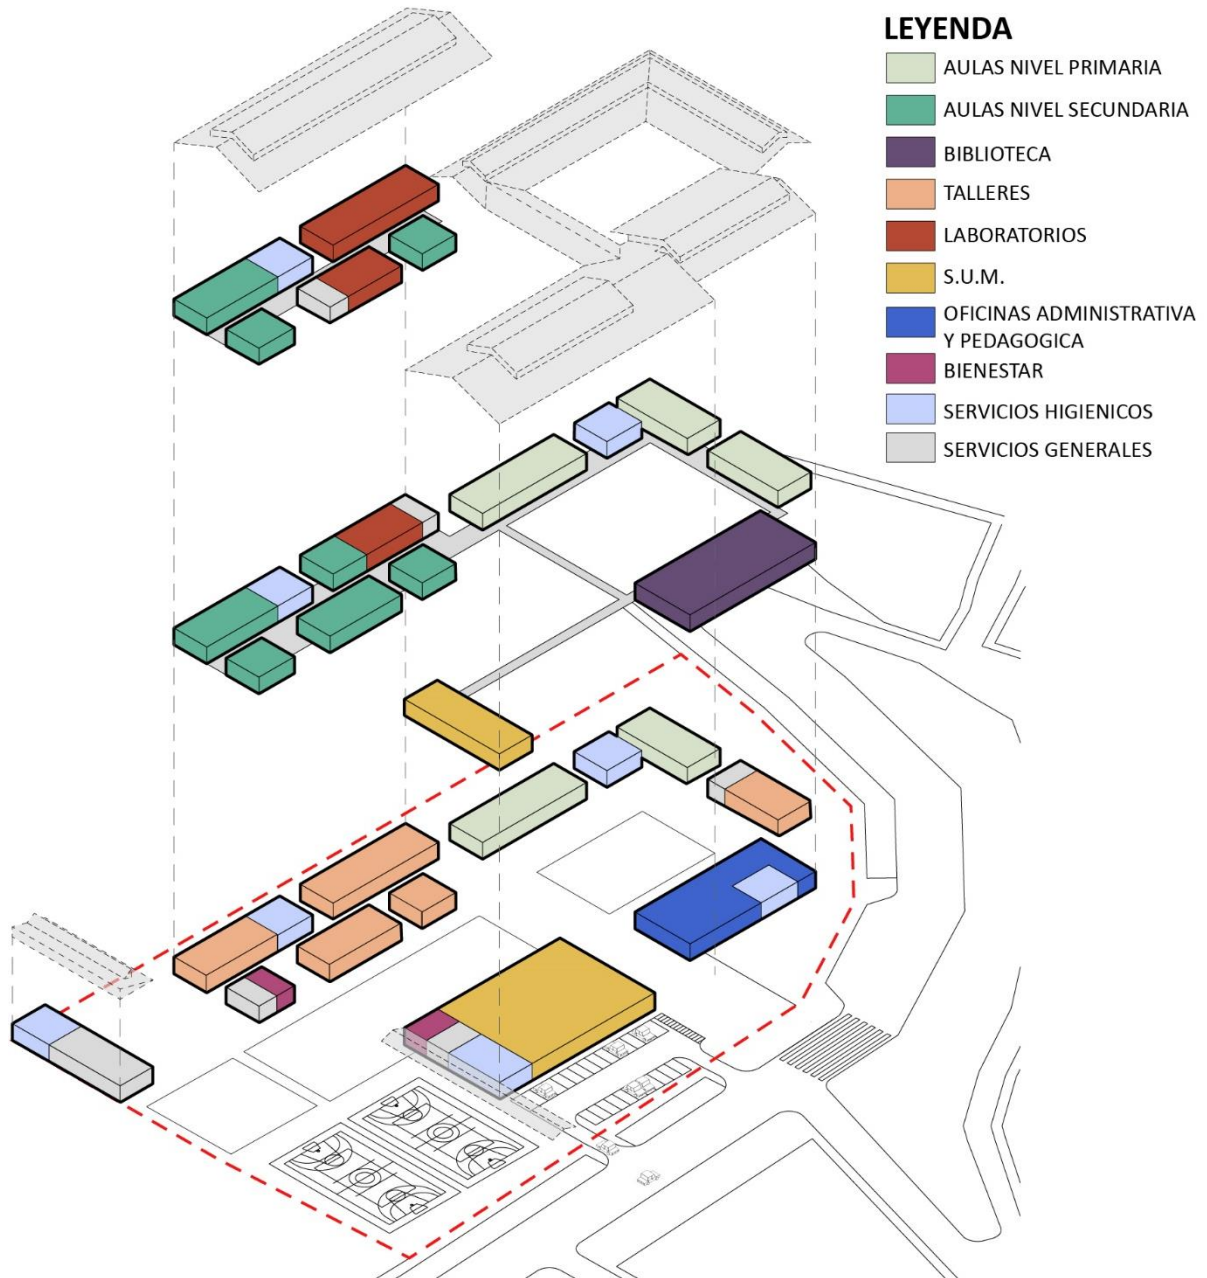 LEYENDA
AULAS NIVEL PRIMARIA
AULAS NIVEL SECUNDARIA
BIBLIOTECA
TALLERES
LABORATORIOS
S.U.M.
OFICINAS ADMINISTRATIVA
Y PEDAGOGICA
BIENESTAR
SERVICIOS HIGIENICOS
SERVICIOS GENERALES